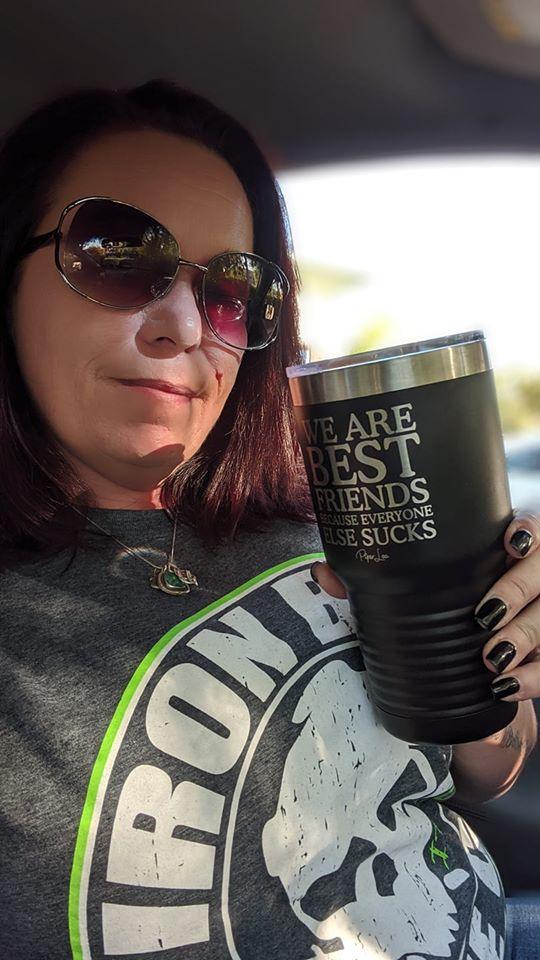 WE ARE
BEST
FRIENDS
BECAUSE EVERYONE
ELSE SUCKS
Piper Lou
IRON B